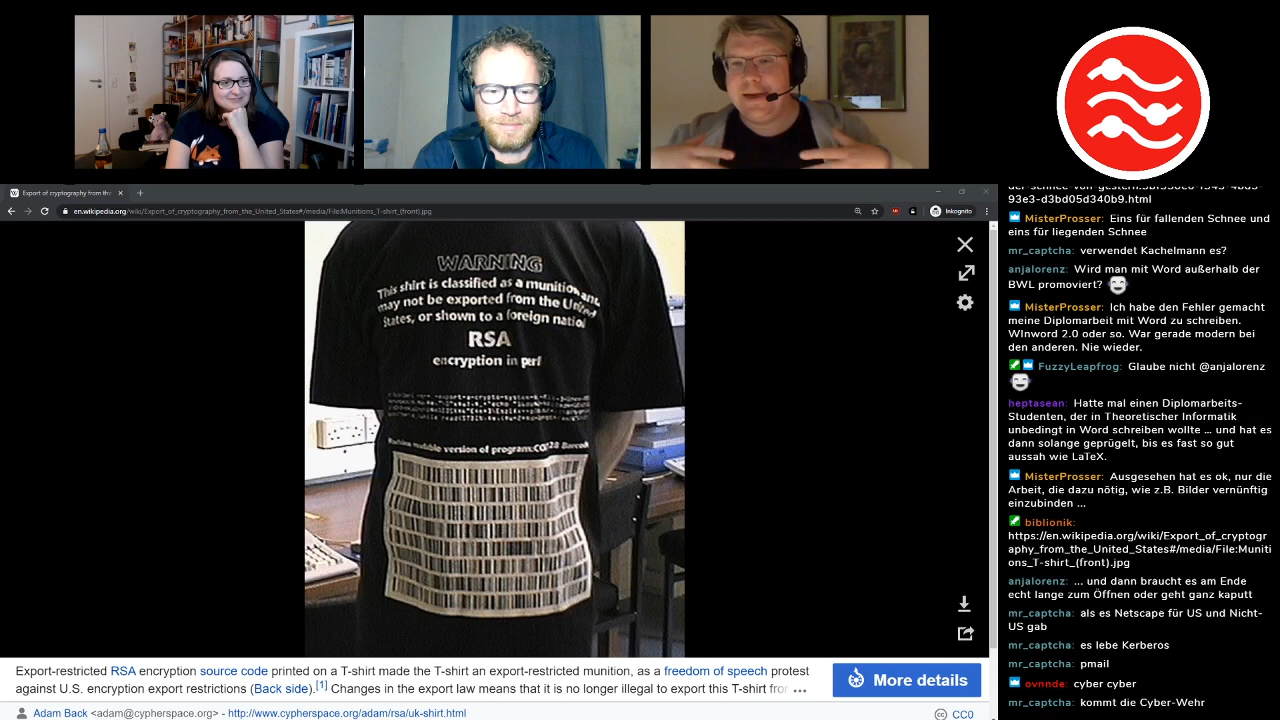 Export of cryptography from the
en.wikipedia.org/wiki/Export_of_cryptography_from_the_United_States#/media/File:Munitions_T-shirt_(front).jpg
Inkognito
WARNING
This shirt is classified as a munition and
may not be exported from the United
States, or shown to a foreign national
RSA
encryption in perl
Machine readable version of program:CODE128 Barcode
Export-restricted RSA encryption source code printed on a T-shirt made the T-shirt an export-restricted munition, as a freedom of speech protest
against U.S. encryption export restrictions (Back side).[1] Changes in the export law means that it is no longer illegal to export this T-shirt from ...
More details
Adam Back <adam@cypherspace.org> - http://www.cypherspace.org/adam/rsa/uk-shirt.html
CC0
93e3-d3bd05d340b9.html
MisterProsser: Eins für fallenden Schnee und
eins für liegenden Schnee
mr_captcha: verwendet Kachelmann es?
anjalorenz: Wird man mit Word außerhalb der
BWL promoviert?
MisterProsser: Ich habe den Fehler gemacht
meine Diplomarbeit mit Word zu schreiben.
WInword 2.0 oder so. War gerade modern bei
den anderen. Nie wieder.
FuzzyLeapfrog: Glaube nicht @anjalorenz
heptasean: Hatte mal einen Diplomarbeits-
Studenten, der in Theoretischer Informatik
unbedingt in Word schreiben wollte ... und hat es
dann solange geprügelt, bis es fast so gut
aussah wie LaTeX.
MisterProsser: Ausgesehen hat es ok, nur die
Arbeit, die dazu nötig, wie z.B. Bilder vernünftig
einzubinden ...
biblionik:
https://en.wikipedia.org/wiki/Export_of_cryptogr
aphy_from_the_United_States#/media/File:Muniti
ons_T-shirt_(front).jpg
anjalorenz: ... und dann braucht es am Ende
echt lange zum Öffnen oder geht ganz kaputt
mr_captcha: als es Netscape für US und Nicht-
US gab
mr_captcha: es lebe Kerberos
mr_captcha: pmail
ovnnde: cyber cyber
mr_captcha: kommt die Cyber-Wehr